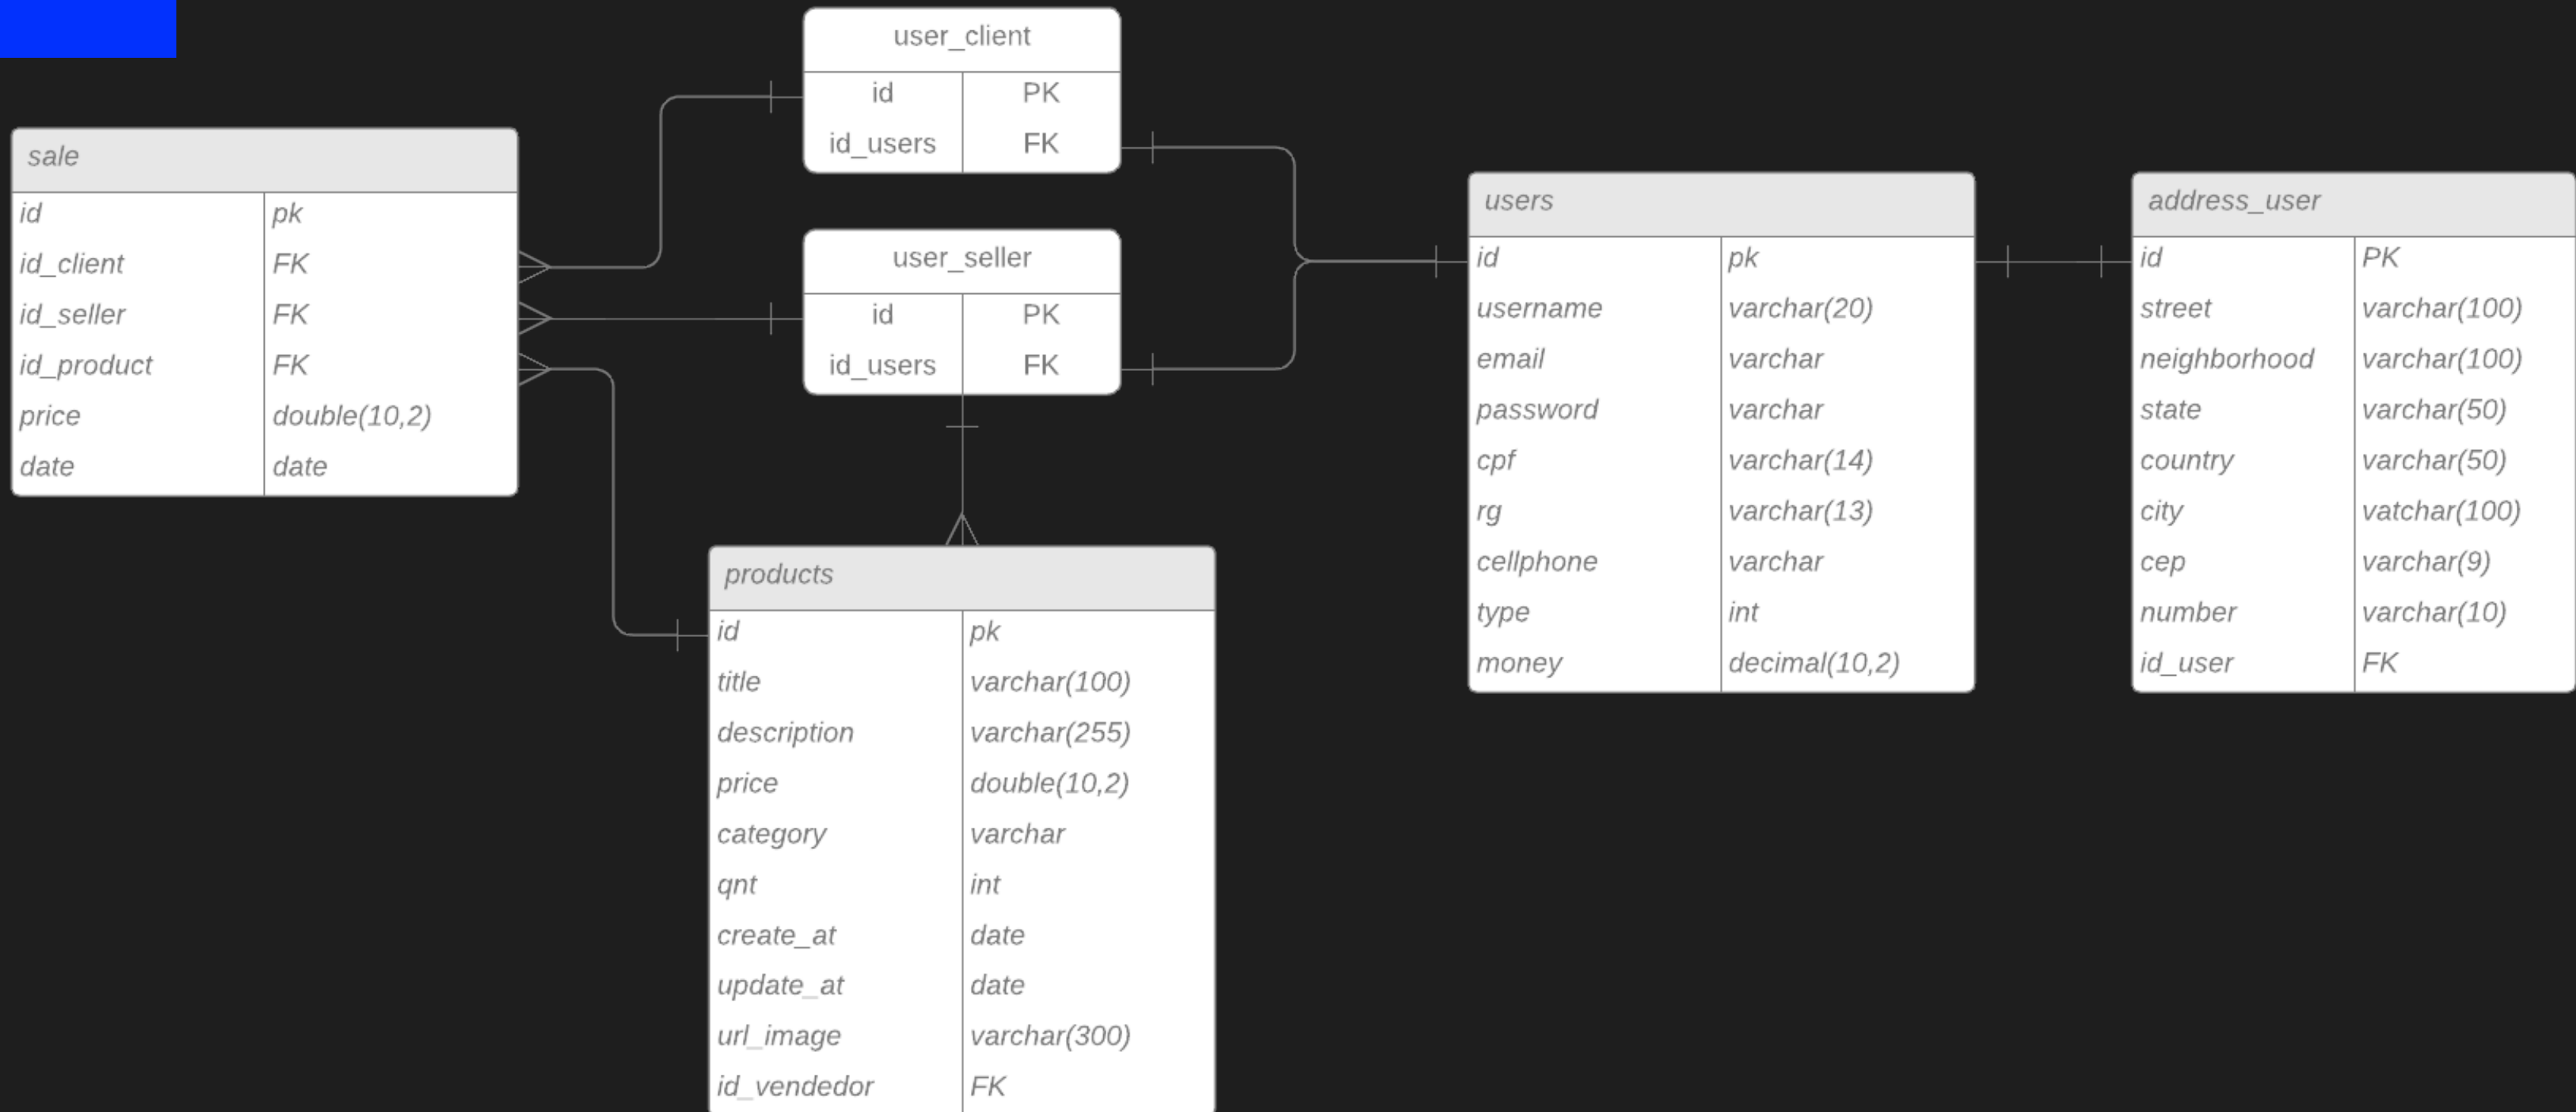 user_client
id PK
id_users FK
sale
id pk
id_client FK
id_seller FK
id_product FK
price double(10,2)
date date
user_seller
id PK
id_users FK
users
id pk
username varchar(20)
email varchar
password varchar
cpf varchar(14)
rg varchar(13)
cellphone varchar
type int
money decimal(10,2)
address_user
id PK
street varchar(100)
neighborhood varchar(100)
state varchar(50)
country varchar(50)
city vatchar(100)
cep varchar(9)
number varchar(10)
id_user FK
products
id pk
title varchar(100)
description varchar(255)
price double(10,2)
category varchar
qnt int
create_at date
update_at date
url_image varchar(300)
id_vendedor FK